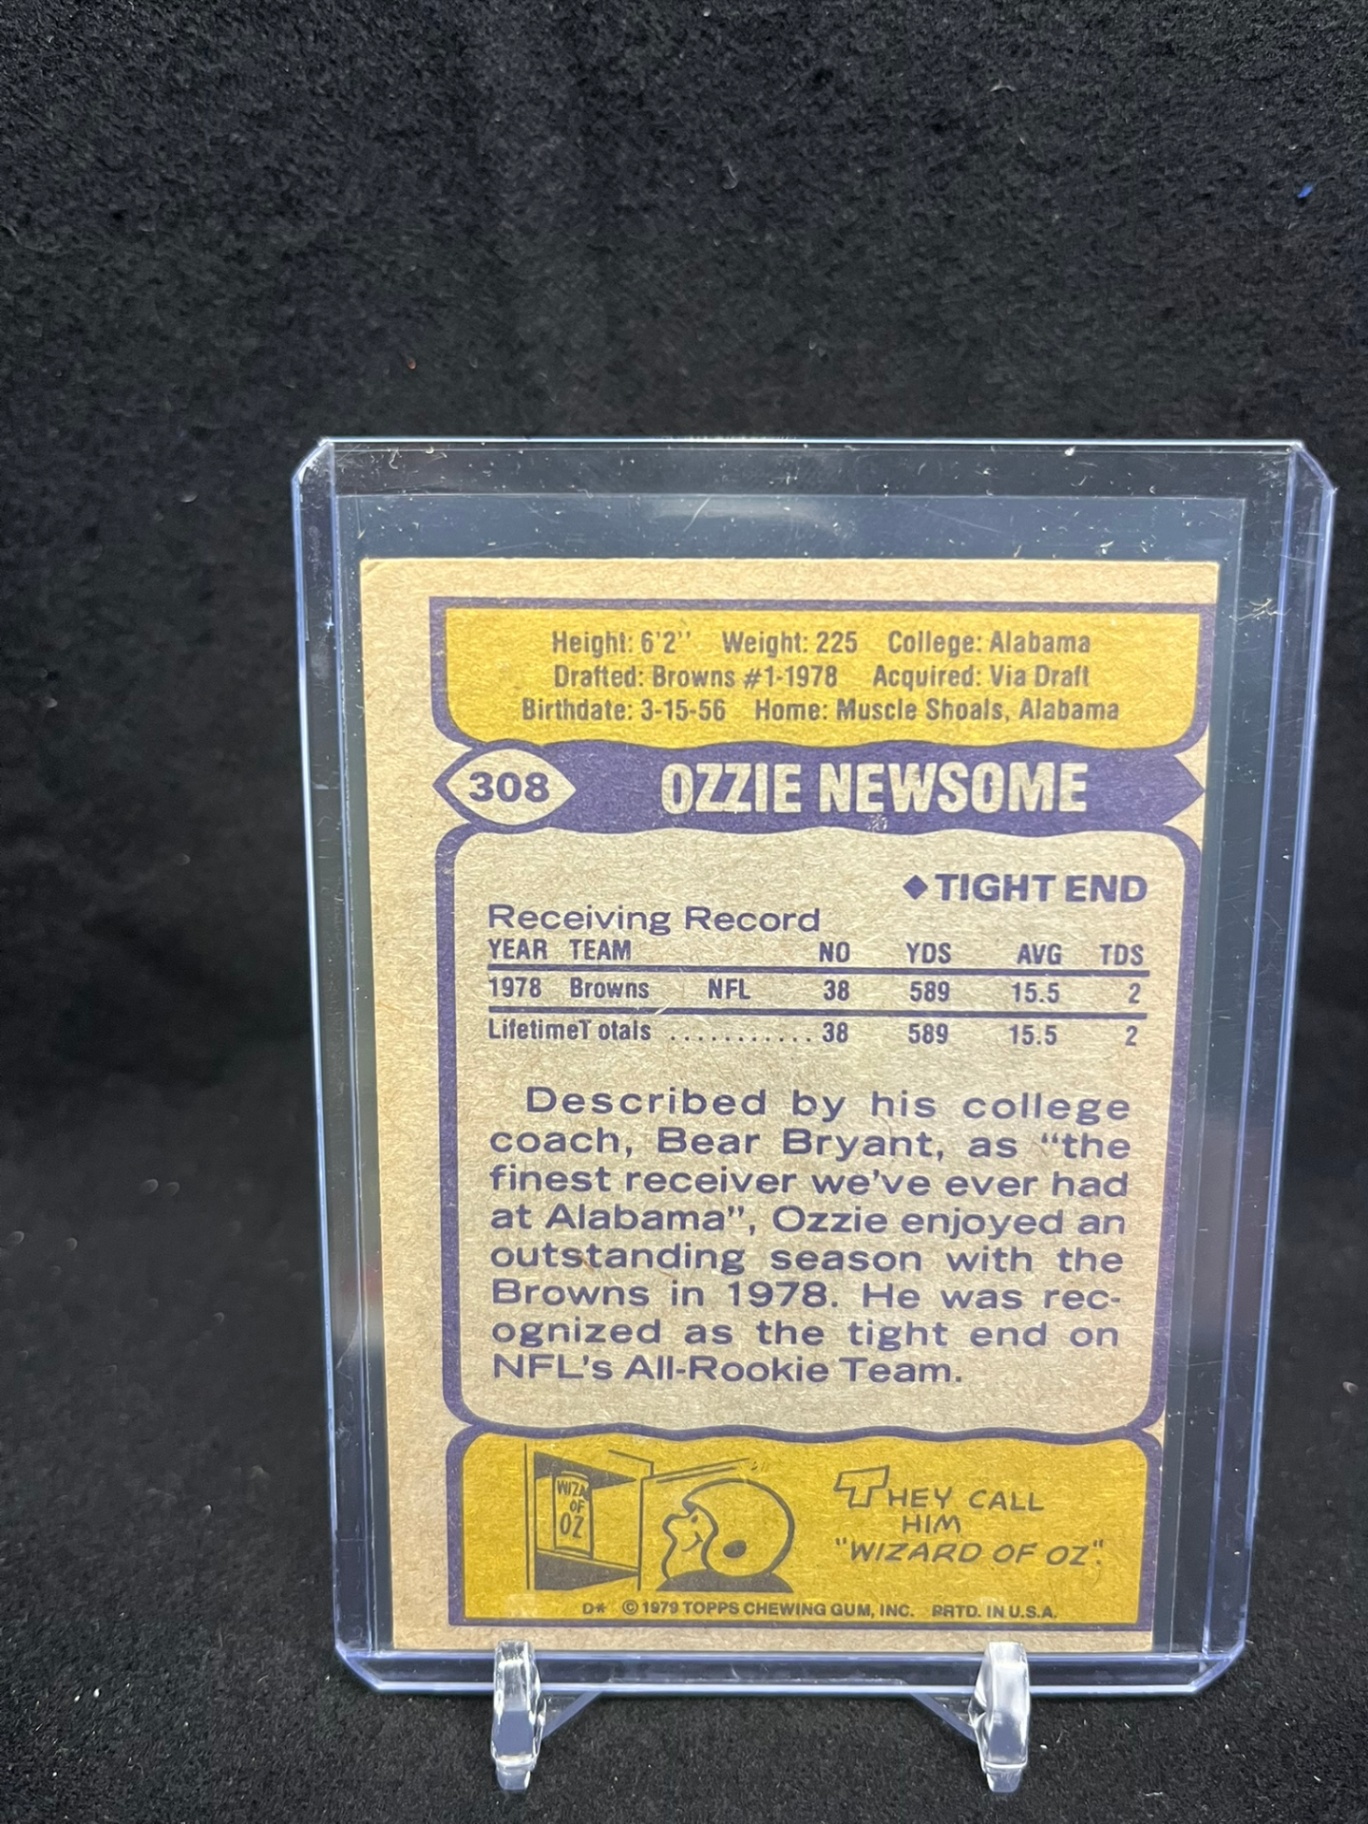 Height: 6'2'' Weight: 225 College: Alabama
Drafted: Browns #1-1978 Acquired: Via Draft
Birthdate: 3-15-56 Home: Muscle Shoals, Alabama
308 OZZIE NEWSOME
◆TIGHT END
Receiving Record
YEAR TEAM NO YDS AVG TDS
1978 Browns NFL 38 589 15.5 2
LifetimeT otals ........... 38 589 15.5 2
Described by his college
coach, Bear Bryant, as "the
finest receiver we've ever had
at Alabama", Ozzie enjoyed an
outstanding season with the
Browns in 1978. He was rec-
ognized as the tight end on
NFL's All-Rookie Team.
WIZA
OF
OZ
THEY CALL
HIM
"WIZARD OF OZ".
D* © 1979 TOPPS CHEWING GUM, INC. PRTD. IN U.S.A.